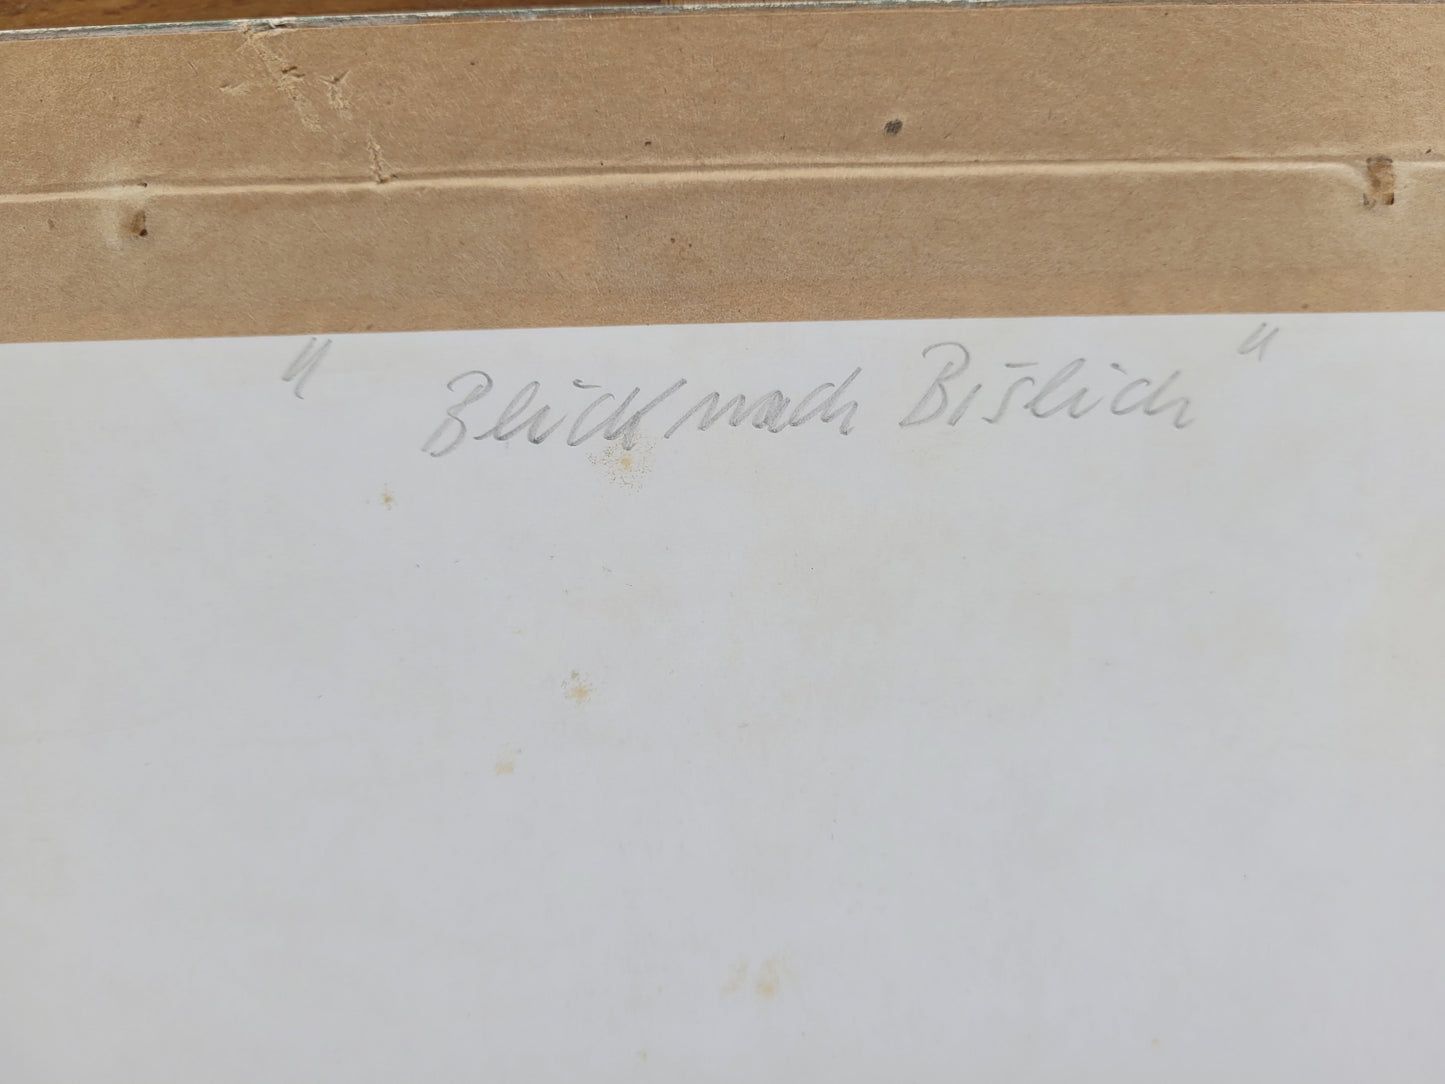 " Blick nach Bislich "